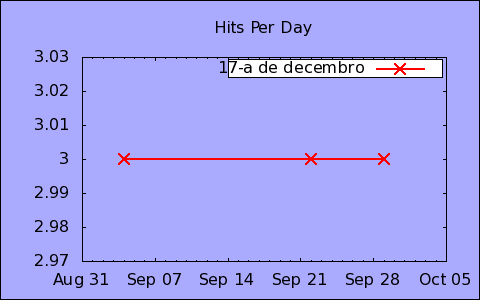 Hits Per Day
17-a de decembro
3.03
3.02
3.01
3
2.99
2.98
2.97
Aug 31 Sep 07 Sep 14 Sep 21 Sep 28 Oct 05